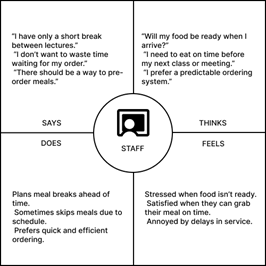 "I have only a short break
between lectures."
"I don't want to waste time
waiting for my order."
"There should be a way to pre-
order meals."
"Will my food be ready when I
arrive?"
"I need to eat on time before
my next class or meeting."
"I prefer a predictable ordering
system."
SAYS
THINKS
DOES
STAFF
FEELS
Plans meal breaks ahead of
time.
Sometimes skips meals due to
schedule.
Prefers quick and efficient
ordering.
Stressed when food isn't ready.
Satisfied when they can grab
their meal on time.
Annoyed by delays in service.